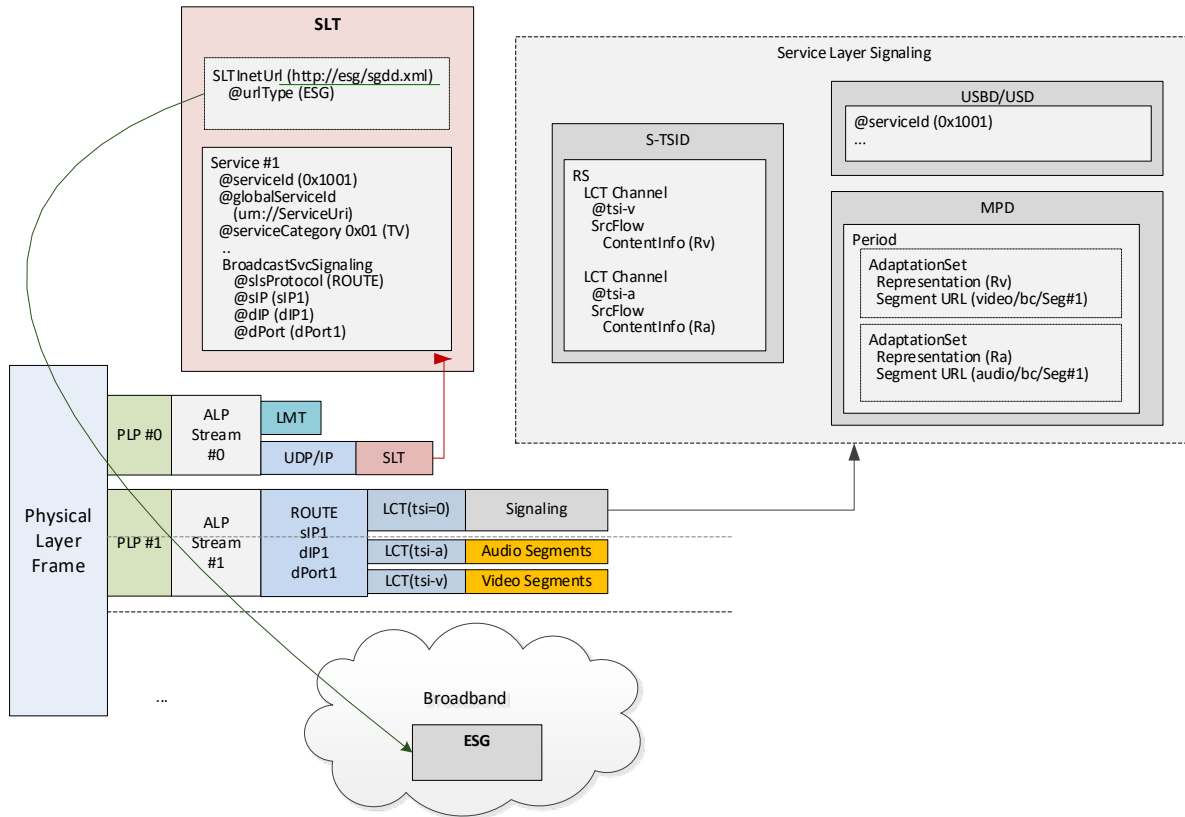 SLT
SLTInetUrl (http://esg/sgdd.xml)
@urlType (ESG)
Service #1
@serviceId (0x1001)
@globalServiceId
(urn://ServiceUri)
@serviceCategory 0x01 (TV)
..
BroadcastSvcSignaling
@slsProtocol (ROUTE)
@sIP (sIP1)
@dIP (dIP1)
@dPort (dPort1)
Service Layer Signaling
S-TSID
RS
LCT Channel
@tsi-v
SrcFlow
ContentInfo (Rv)
LCT Channel
@tsi-a
SrcFlow
ContentInfo (Ra)
USBD/USD
@serviceId (0x1001)
...
MPD
Period
AdaptationSet
Representation (Rv)
Segment URL (video/bc/Seg#1)
AdaptationSet
Representation (Ra)
Segment URL (audio/bc/Seg#1)
Physical
Layer
Frame
PLP #0
ALP
Stream
#0
LMT
UDP/IP
SLT
PLP #1
ALP
Stream
#1
ROUTE
sIP1
dIP1
dPort1
LCT(tsi=0)
Signaling
LCT(tsi-a)
Audio Segments
LCT(tsi-v)
Video Segments
...
Broadband
ESG